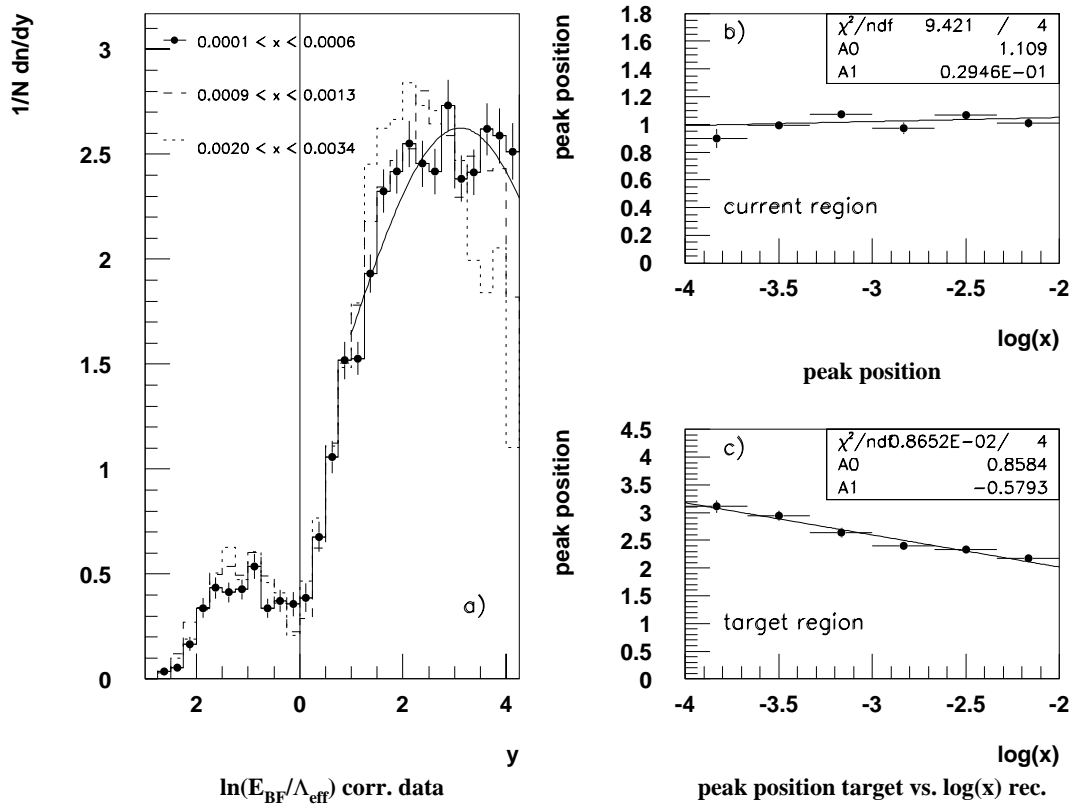 1/N dn/dy
3
2.5
2
1.5
1
0.5
0
0.0001 < x < 0.0006
0.0009 < x < 0.0013
0.0020 < x < 0.0034
a)
2
0
2
4
y
ln(E_BF/Λ_eff) corr. data
peak position
1.8
1.6
1.4
1.2
1
0.8
0.6
0.4
0.2
0
b)
χ²/ndf 9.421 / 4
A0 1.109
A1 0.2946E-01
current region
-4
-3.5
-3
-2.5
-2
log(x)
peak position
peak position
4.5
4
3.5
3
2.5
2
1.5
1
0.5
0
c)
χ²/ndf0.8652E-02 / 4
A0 0.8584
A1 -0.5793
target region
-4
-3.5
-3
-2.5
-2
log(x)
peak position target vs. log(x) rec.